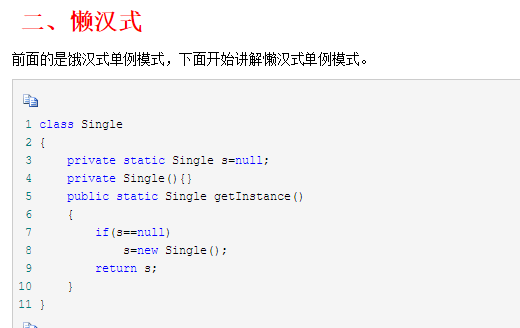 二、懒汉式
前面的是饿汉式单例模式，下面开始讲解懒汉式单例模式。
1 class Single
2 {
3     private static Single s=null;
4     private Single(){}
5     public static Single getInstance()
6     {
7         if(s==null)
8             s=new Single();
9         return s;
10     }
11 }